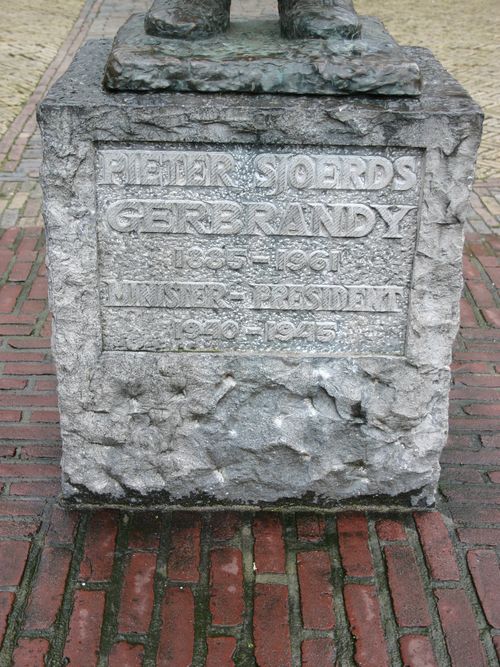 PIETER SJOERDS
GERBRANDY
1885-1961
MINISTER-PRESIDENT
1940-1945